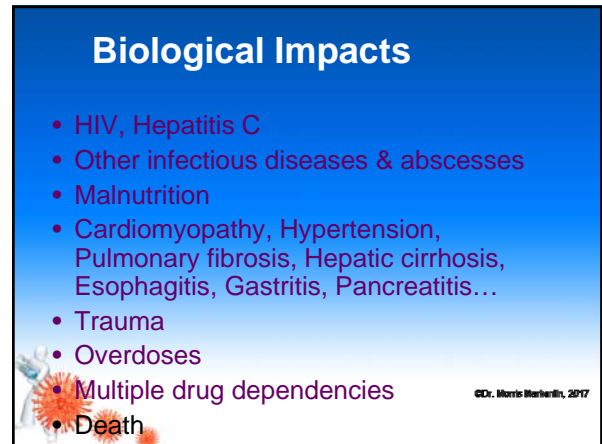 Biological Impacts
• HIV, Hepatitis C
• Other infectious diseases & abscesses
• Malnutrition
• Cardiomyopathy, Hypertension,
Pulmonary fibrosis, Hepatic cirrhosis,
Esophagitis, Gastritis, Pancreatitis…
• Trauma
• Overdoses
• Multiple drug dependencies
©Dr. Morris Markentin, 2017
• Death